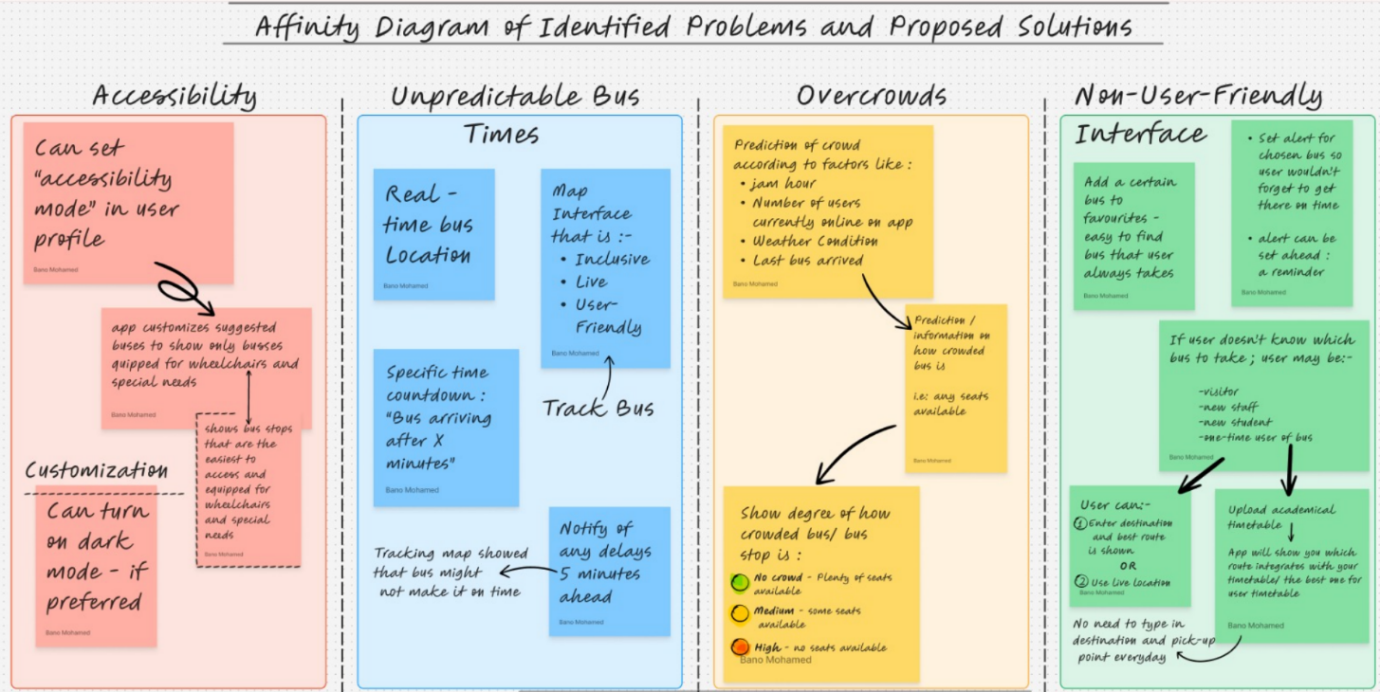 Affinity Diagram of Identified Problems and Proposed Solutions
Accessibility
Can set
"accessibility
mode" in user
profile
Bano Mohamed
app customizes suggested
buses to show only busses
quipped for wheelchairs and
special needs
Bano Mohamed
shows bus stops
that are the
easiest to
access and
equipped for
wheelchairs
and special
needs
Bano Mohamed
Customization
Can turn
on dark
mode - if
preferred
Bano Mohamed
Unpredictable Bus
Times
Real -
time bus
Location
Bano Mohamed
Map
Interface
that is :-
• Inclusive
• Live
• User-
Friendly
Bano Mohamed
Track Bus
Specific time
countdown :
"Bus arriving
after X
minutes"
Bano Mohamed
Notify of
any delays
5 minutes
ahead
Bano Mohamed
Tracking map showed
that bus might
not make it on time
Overcrowds
Prediction of crowd
according to factors like :
• jam hour
• Number of users
currently online on app
• Weather Condition
• Last bus arrived
Bano Mohamed
Prediction /
information on
how crowded
bus is
i.e: any seats
available
Bano Mohamed
Show degree of how
crowded bus/ bus
stop is :
No crowd - Plenty of seats
available
Medium - some seats
available
High - no seats available
Bano Mohamed
Non-User-Friendly
Interface
Add a certain
bus to
favourites -
easy to find
bus that user
always takes
Bano Mohamed
• Set alert for
chosen bus so
user wouldn't
forget to get
there on time
• alert can be
set ahead :
a reminder
Bano Mohamed
If user doesn't know which
bus to take ; user may be:-
-visitor
-new staff
-new student
-one-time user of bus
Bano Mohamed
User can:-
1 Enter destination
and best route
is shown
OR
2 Use live location
Bano Mohamed
Upload academical
timetable
App will show you which
route integrates with your
timetable/ the best one for
user timetable
Bano Mohamed
No need to type in
destination and pick-up
point everyday